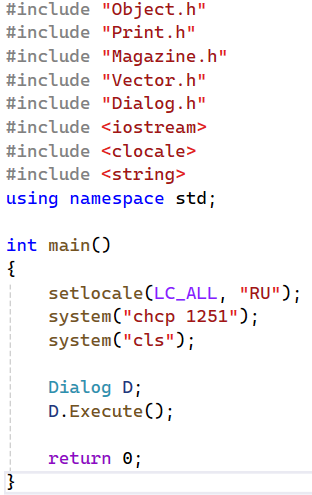 #include "Object.h"
#include "Print.h"
#include "Magazine.h"
#include "Vector.h"
#include "Dialog.h"
#include <iostream>
#include <clocale>
#include <string>
using namespace std;
int main()
{
    setlocale(LC_ALL, "RU");
    system("chcp 1251");
    system("cls");
    Dialog D;
    D.Execute();
    return 0;
}